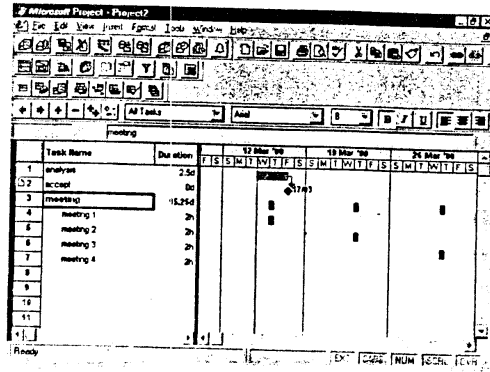 Microsoft Project - Project2
File Edit View Insert Format Tools Window Help
All Tasks Arial 8 B I U
meeting
Task Name Duration 12 Mar '00 19 Mar '00 26 Mar '00
F S S M T W T F S S M T W T F S S M T W T F S
1 analysis 2.5d
2 accept 0d 17/03
3 meeting 15.25d
4 meeting 1 2h
5 meeting 2 2h
6 meeting 3 2h
7 meeting 4 2h
8
9
10
11
Ready EXT CAPS NUM SCRL OVR